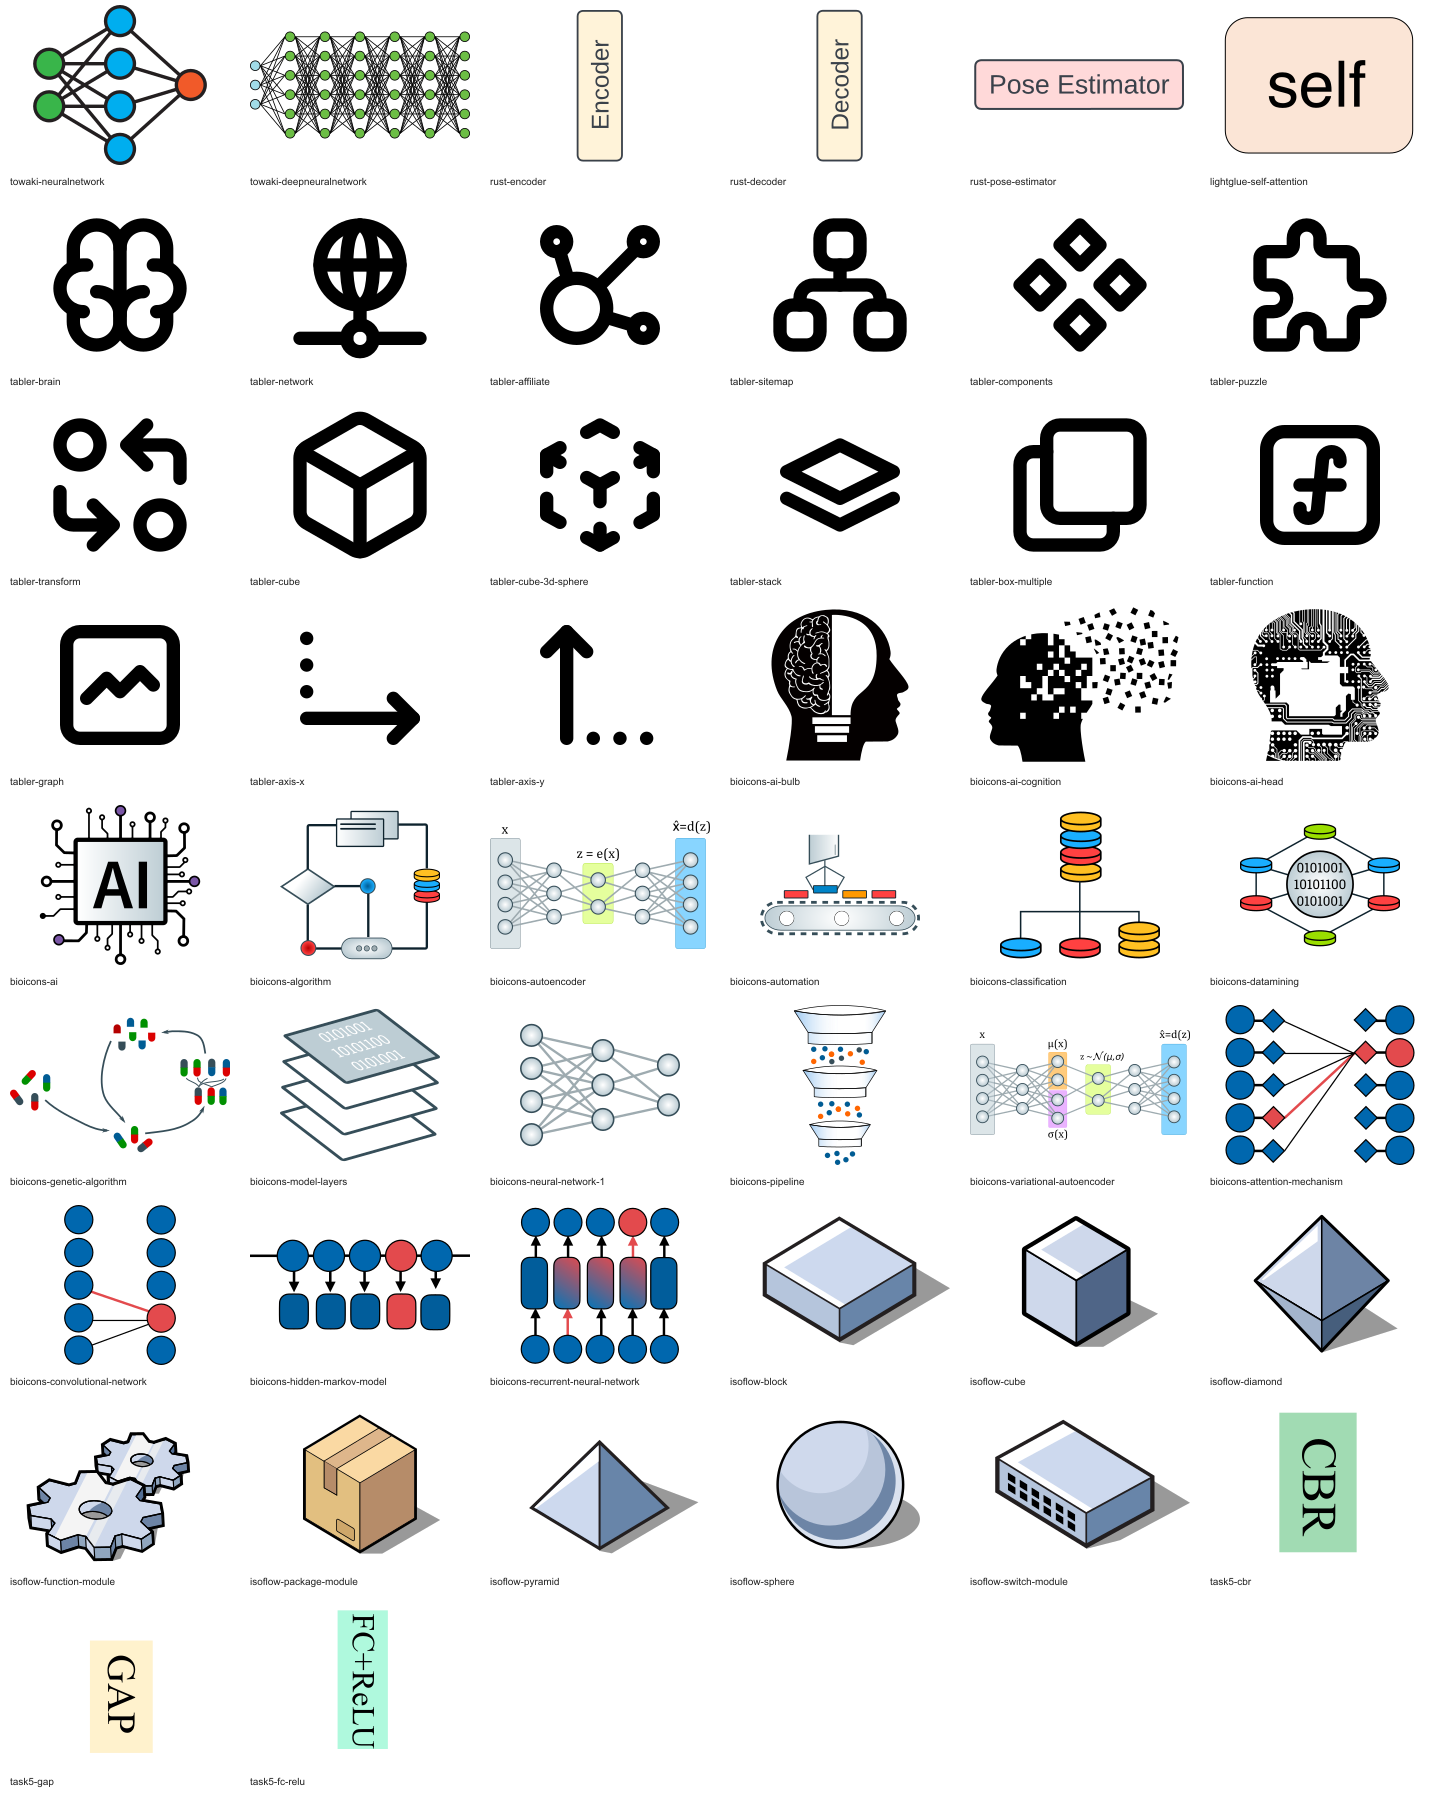 Encoder
Decoder
Pose Estimator
self
towaki-neuralnetwork
towaki-deepneuralnetwork
rust-encoder
rust-decoder
rust-pose-estimator
lightglue-self-attention
tabler-brain
tabler-network
tabler-affiliate
tabler-sitemap
tabler-components
tabler-puzzle
tabler-transform
tabler-cube
tabler-cube-3d-sphere
tabler-stack
tabler-box-multiple
tabler-function
tabler-graph
tabler-axis-x
tabler-axis-y
bioicons-ai-bulb
bioicons-ai-cognition
bioicons-ai-head
AI
x
z = e(x)
x̂=d(z)
0101001
10101100
0101001
bioicons-ai
bioicons-algorithm
bioicons-autoencoder
bioicons-automation
bioicons-classification
bioicons-datamining
0101001
1010100
0101001
x
μ(x)
z ~𝒩(μ,σ)
x̂=d(z)
σ(x)
bioicons-genetic-algorithm
bioicons-model-layers
bioicons-neural-network-1
bioicons-pipeline
bioicons-variational-autoencoder
bioicons-attention-mechanism
bioicons-convolutional-network
bioicons-hidden-markov-model
bioicons-recurrent-neural-network
isoflow-block
isoflow-cube
isoflow-diamond
CBR
isoflow-function-module
isoflow-package-module
isoflow-pyramid
isoflow-sphere
isoflow-switch-module
task5-cbr
GAP
FC+ReLU
task5-gap
task5-fc-relu